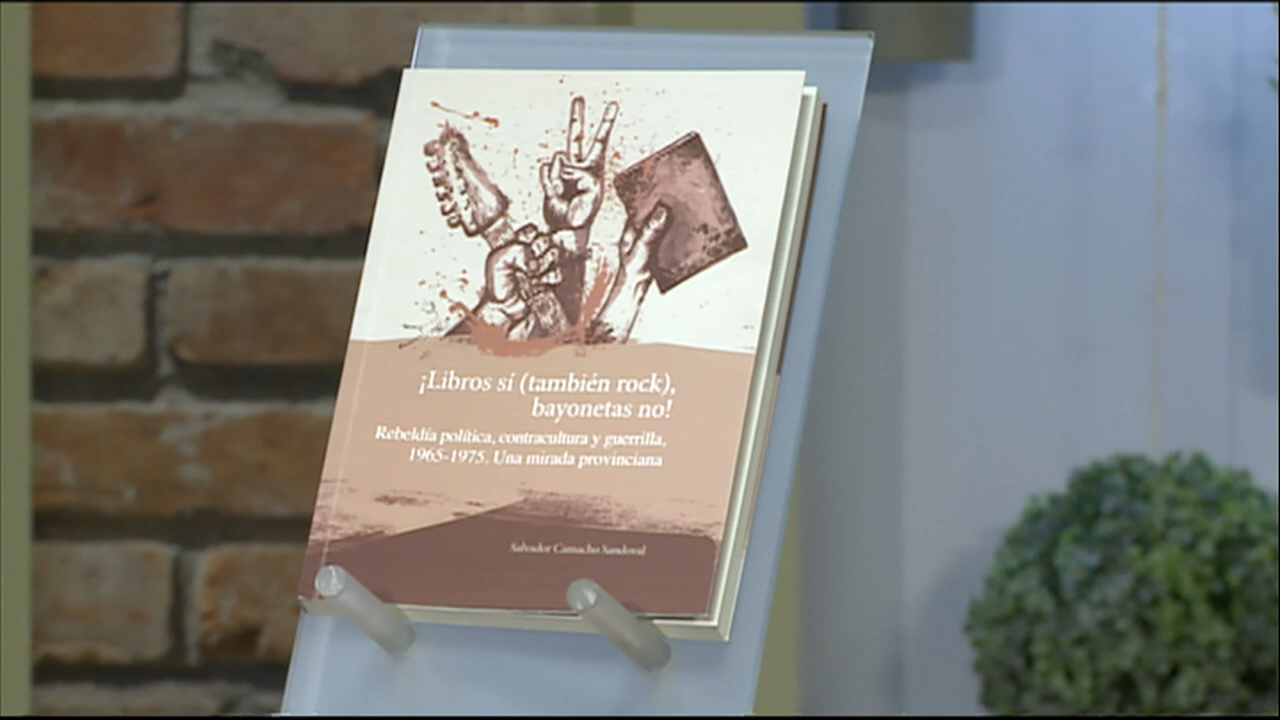 ¡Libros sí (también rock),
bayonetas no!
Rebeldía política, contracultura y guerrilla,
1965-1975. Una mirada provinciana
Salvador Camacho Sandoval